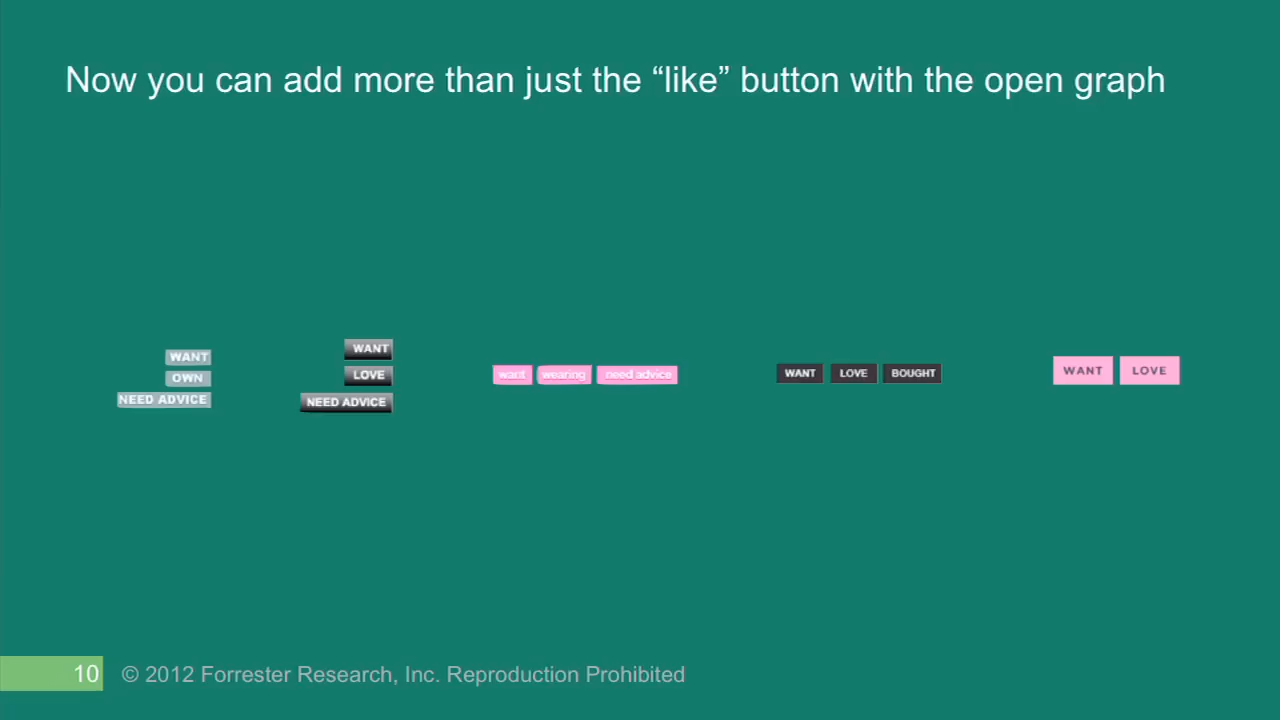 Now you can add more than just the “like” button with the open graph
WANT
OWN
NEED ADVICE
WANT
LOVE
NEED ADVICE
want wearing need advice
WANT LOVE BOUGHT
WANT LOVE
10 © 2012 Forrester Research, Inc. Reproduction Prohibited